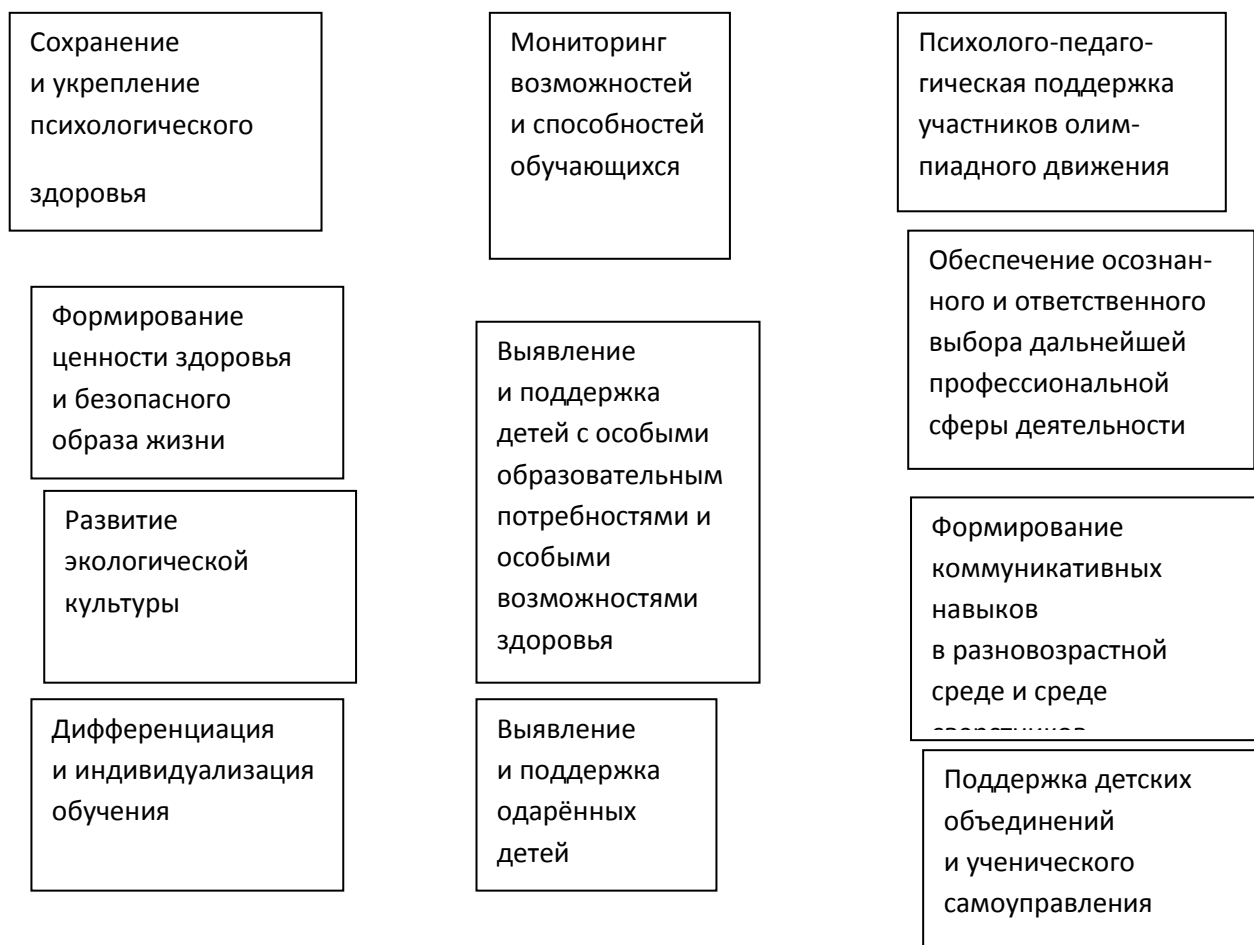 Сохранение
и укрепление
психологического
здоровья
Формирование
ценности здоровья
и безопасного
образа жизни
Развитие
экологической
культуры
Дифференциация
и индивидуализация
обучения
Мониторинг
возможностей
и способностей
обучающихся
Выявление
и поддержка
детей с особыми
образовательным
потребностями и
особыми
возможностями
здоровья
Выявление
и поддержка
одарённых
детей
Психолого-педаго-
гическая поддержка
участников олим-
пиадного движения
Обеспечение осознан-
ного и ответственного
выбора дальнейшей
профессиональной
сферы деятельности
Формирование
коммуникативных
навыков
в разновозрастной
среде и среде
Поддержка детских
объединений
и ученического
самоуправления